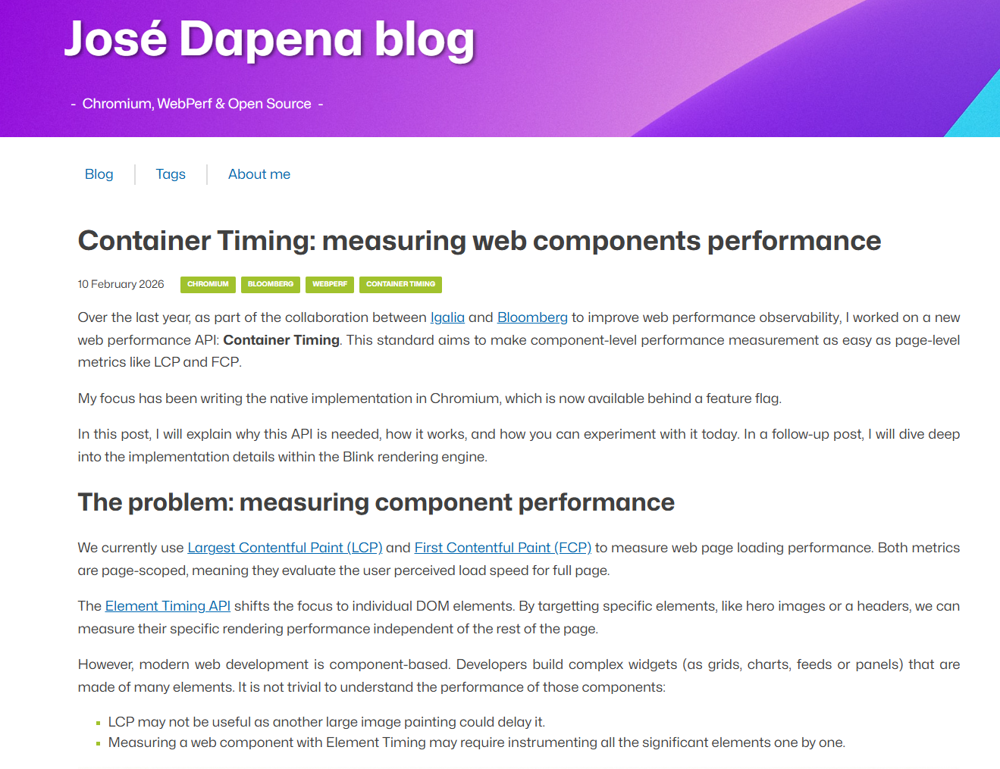 José Dapena blog
- Chromium, WebPerf & Open Source -
Blog
Tags
About me
Container Timing: measuring web components performance
10 February 2026 CHROMIUM BLOOMBERG WEBPERF CONTAINER TIMING
Over the last year, as part of the collaboration between Igalia and Bloomberg to improve web performance observability, I worked on a new
web performance API: Container Timing. This standard aims to make component-level performance measurement as easy as page-level
metrics like LCP and FCP.
My focus has been writing the native implementation in Chromium, which is now available behind a feature flag.
In this post, I will explain why this API is needed, how it works, and how you can experiment with it today. In a follow-up post, I will dive deep
into the implementation details within the Blink rendering engine.
The problem: measuring component performance
We currently use Largest Contentful Paint (LCP) and First Contentful Paint (FCP) to measure web page loading performance. Both metrics
are page-scoped, meaning they evaluate the user perceived load speed for full page.
The Element Timing API shifts the focus to individual DOM elements. By targetting specific elements, like hero images or a headers, we can
measure their specific rendering performance independent of the rest of the page.
However, modern web development is component-based. Developers build complex widgets (as grids, charts, feeds or panels) that are
made of many elements. It is not trivial to understand the performance of those components:
LCP may not be useful as another large image painting could delay it.
Measuring a web component with Element Timing may require instrumenting all the significant elements one by one.